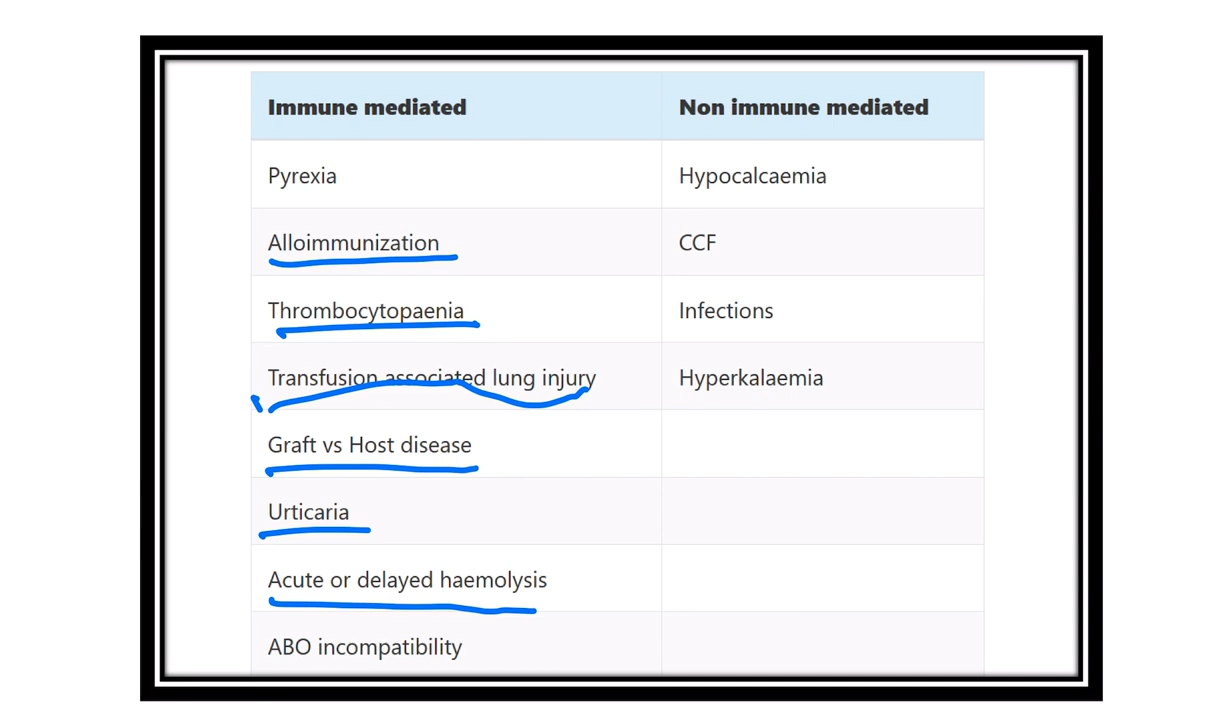 Immune mediated Non immune mediated
Pyrexia Hypocalcaemia
Alloimmunization CCF
Thrombocytopaenia Infections
Transfusion associated lung injury Hyperkalaemia
Graft vs Host disease
Urticaria
Acute or delayed haemolysis
ABO incompatibility